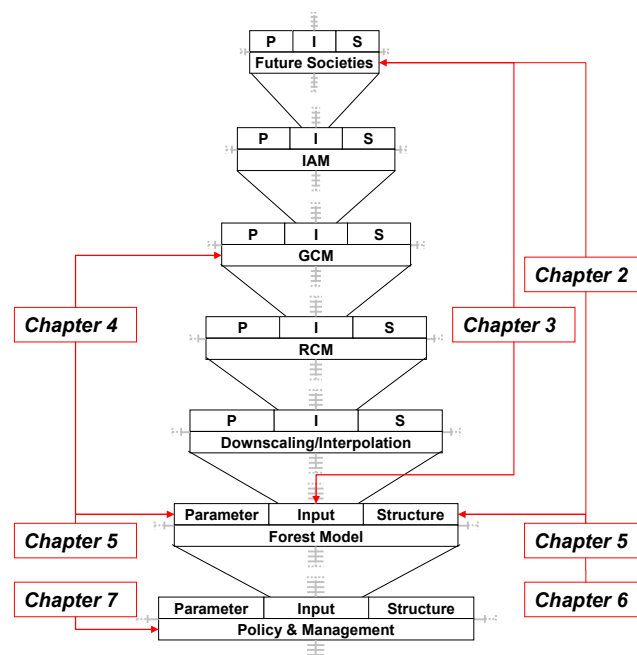 P I S
Future Societies
P I S
IAM
P I S
GCM
Chapter 2
Chapter 4
Chapter 3
P I S
RCM
P I S
Downscaling/Interpolation
Parameter Input Structure
Forest Model
Chapter 5
Chapter 5
Chapter 7
Chapter 6
Parameter Input Structure
Policy & Management